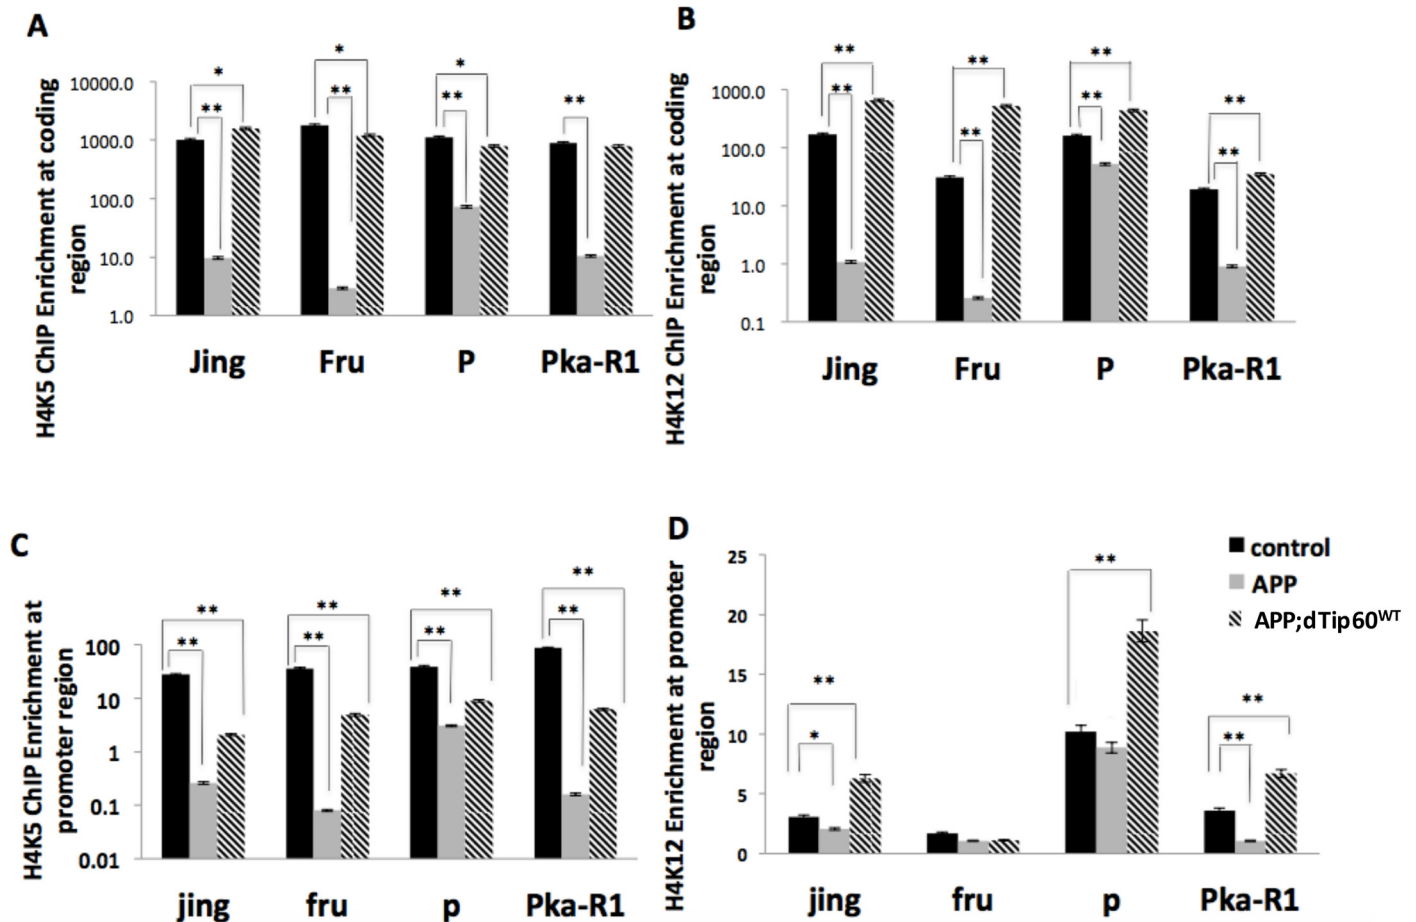 A
H4K5 ChIP Enrichment at coding
region
10000.0
1000.0
100.0
10.0
1.0
*
**
*
**
*
**
**
Jing
Fru
P
Pka-R1
B
H4K12 ChIP Enrichment at coding
region
1000.0
100.0
10.0
1.0
0.1
**
**
**
**
**
**
**
**
Jing
Fru
P
Pka-R1
C
H4K5 ChIP Enrichment at
promoter region
100
10
1
0.1
0.01
**
**
**
**
**
**
**
**
jing
fru
p
Pka-R1
D
H4K12 Enrichment at promoter
region
25
20
15
10
5
0
**
*
**
**
**
jing
fru
p
Pka-R1
control
APP
APP;dTip60WT